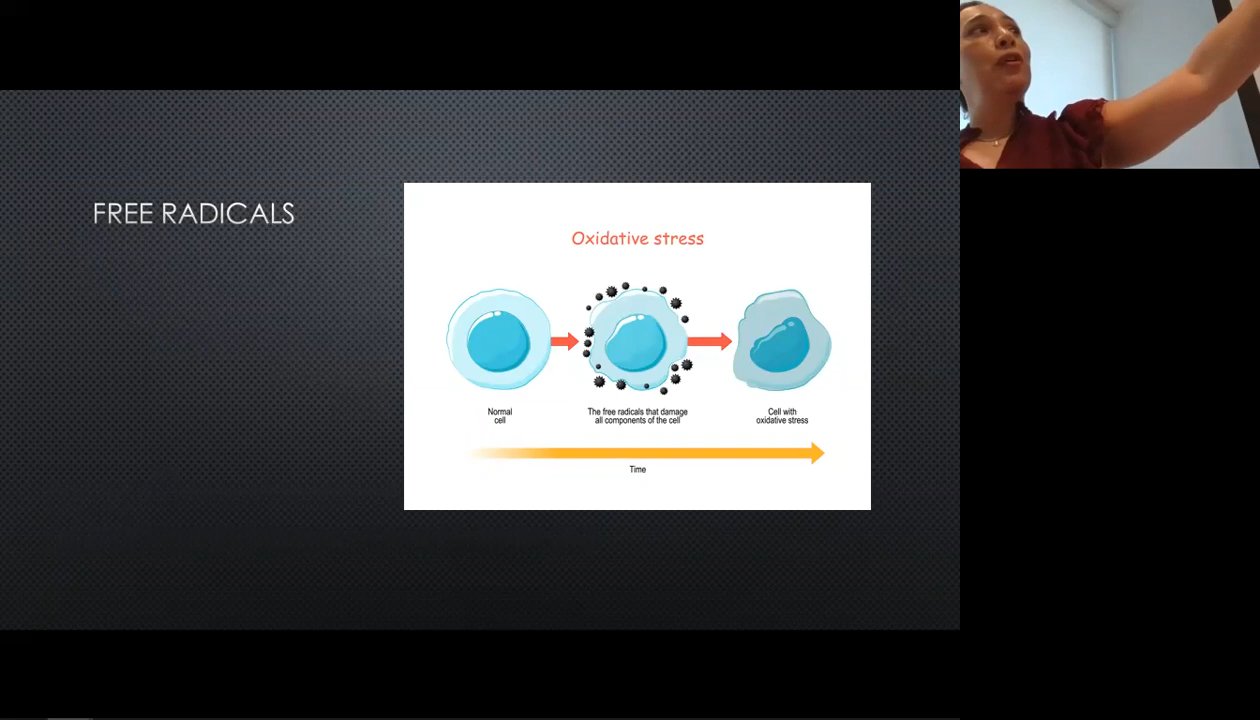 FREE RADICALS
Oxidative stress
Normal
cell
The free radicals that damage
all components of the cell
Cell with
oxidative stress
Time